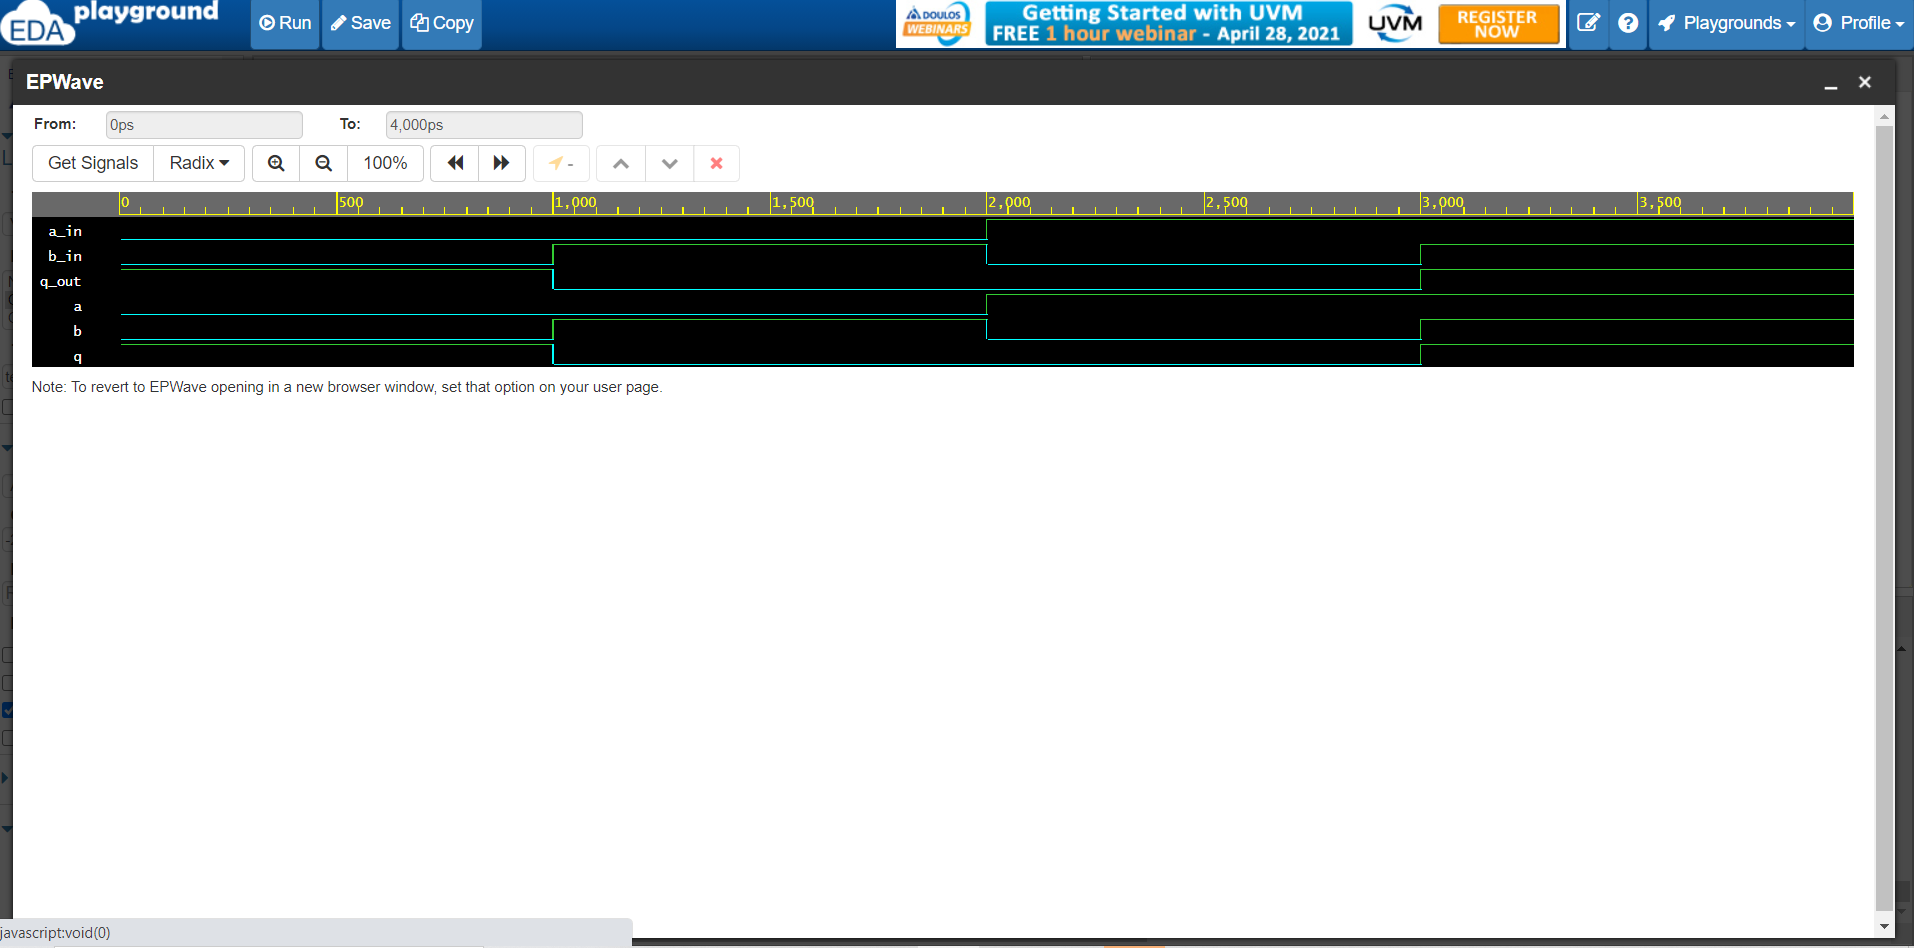 EDA playground
Run
Save
Copy
DOULOS
WEBINARS
Getting Started with UVM
FREE 1 hour webinar - April 28, 2021
UVM
REGISTER
NOW
Playgrounds
Profile
EPWave
From: 0ps To: 4,000ps
Get Signals Radix 100% -
0 500 1,000 1,500 2,000 2,500 3,000 3,500
a_in
b_in
q_out
a
b
q
Note: To revert to EPWave opening in a new browser window, set that option on your user page.
javascript:void(0)